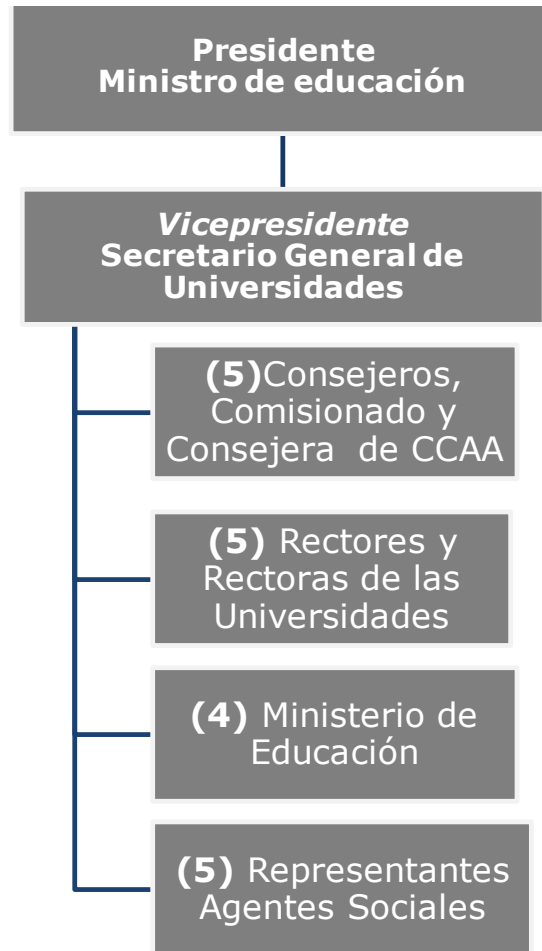 Presidente
Ministro de educación
Vicepresidente
Secretario General de
Universidades
(5)Consejeros,
Comisionado y
Consejera de CCAA
(5) Rectores y
Rectoras de las
Universidades
(4) Ministerio de
Educación
(5) Representantes
Agentes Sociales